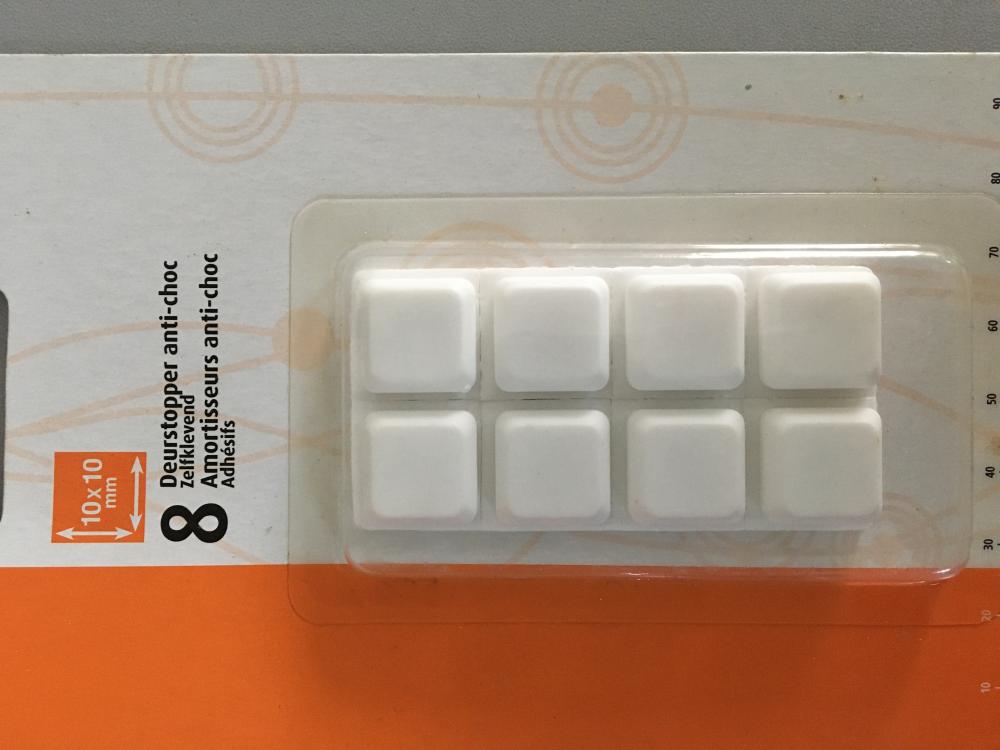 10x10
mm
8
Deurstopper anti-choc
Zelfklevend
Amortisseurs anti-choc
Adhésifs
90
80
70
60
50
40
30
20
10